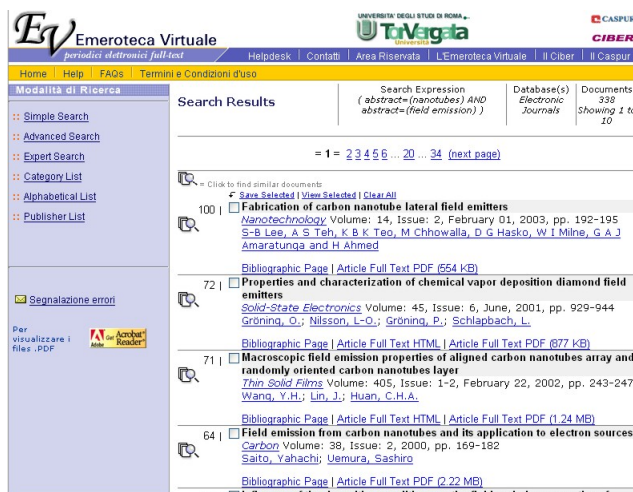 EV Emeroteca Virtuale
periodici elettronici full-text
UNIVERSITA' DEGLI STUDI DI ROMA
TorVergata
Università
CASPUR
CIBER
Helpdesk | Contatti | Area Riservata | L'Emeroteca Virtuale | Il Ciber | Il Caspur
Home | Help | FAQs | Termini e Condizioni d'uso
Modalità di Ricerca
:: Simple Search
:: Advanced Search
:: Expert Search
:: Category List
:: Alphabetical List
:: Publisher List
Segnalazione errori
Per
visualizzare i
files .PDF
Get Acrobat
Reader
Adobe
Search Results
Search Expression
( abstract=(nanotubes) AND
abstract=(field emission) )
Database(s)
Electronic
Journals
Documents
338
Showing 1 to
10
= 1 = 2 3 4 5 6 ... 20 ... 34 (next page)
= Click to find similar documents
Save Selected | View Selected | Clear All
100 | Fabrication of carbon nanotube lateral field emitters
Nanotechnology Volume: 14, Issue: 2, February 01, 2003, pp. 192-195
S-B Lee, A S Teh, K B K Teo, M Chhowalla, D G Hasko, W I Milne, G A J
Amaratunga and H Ahmed
Bibliographic Page | Article Full Text PDF (554 KB)
72 | Properties and characterization of chemical vapor deposition diamond field
emitters
Solid-State Electronics Volume: 45, Issue: 6, June, 2001, pp. 929-944
Gröning, O.; Nilsson, L-O.; Gröning, P.; Schlapbach, L.
Bibliographic Page | Article Full Text HTML | Article Full Text PDF (877 KB)
71 | Macroscopic field emission properties of aligned carbon nanotubes array and
randomly oriented carbon nanotubes layer
Thin Solid Films Volume: 405, Issue: 1-2, February 22, 2002, pp. 243-247
Wang, Y.H.; Lin, J.; Huan, C.H.A.
Bibliographic Page | Article Full Text HTML | Article Full Text PDF (1.24 MB)
64 | Field emission from carbon nanotubes and its application to electron sources
Carbon Volume: 38, Issue: 2, 2000, pp. 169-182
Saito, Yahachi; Uemura, Sashiro
Bibliographic Page | Article Full Text PDF (2.22 MB)